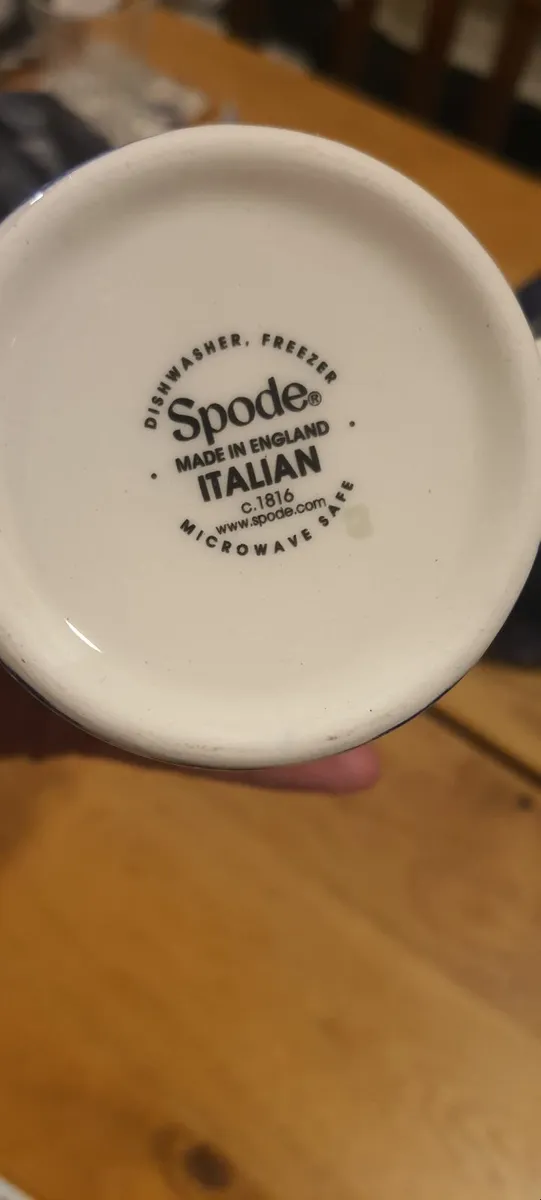 DISHWASHER, FREEZER
Spode®
MADE IN ENGLAND
ITALIAN
c.1816
www.spode.com
MICROWAVE SAFE